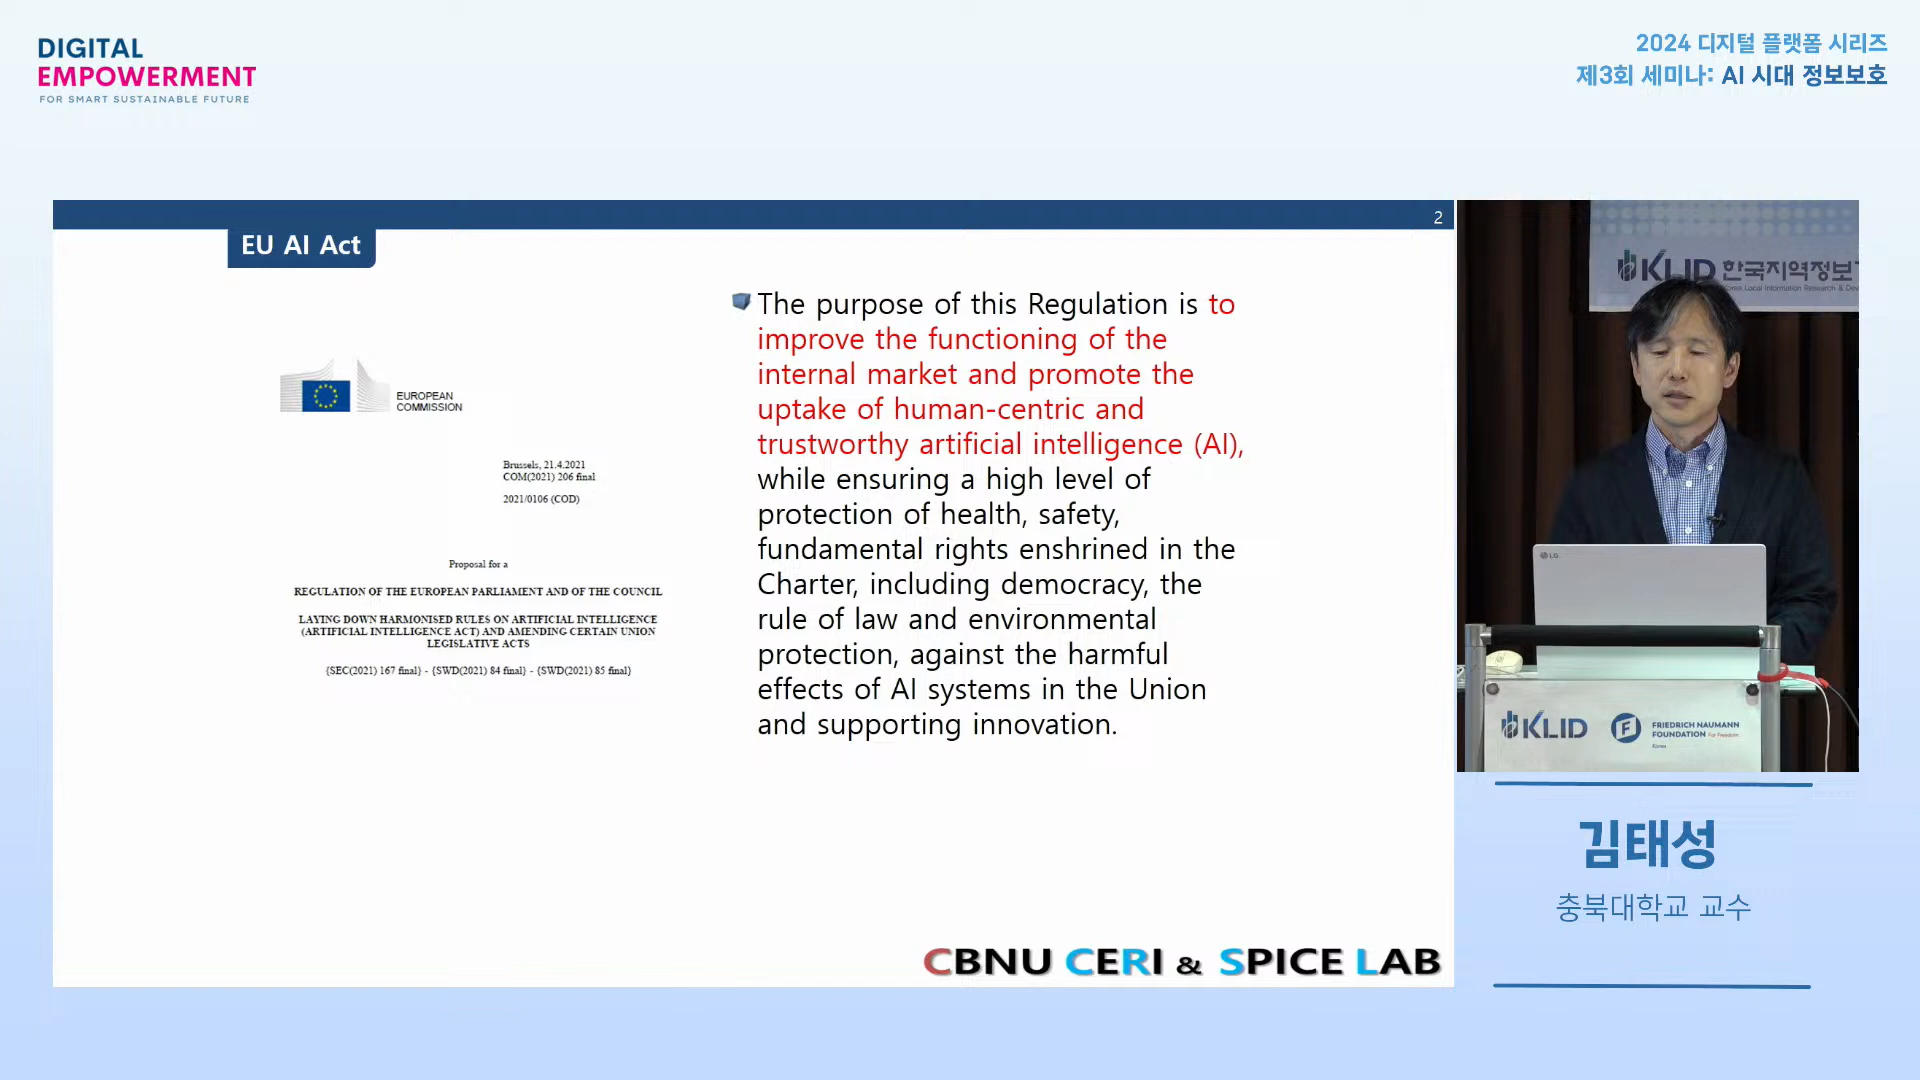 DIGITAL
EMPOWERMENT
FOR SMART SUSTAINABLE FUTURE
2024 디지털 플랫폼 시리즈
제3회 세미나: AI 시대 정보보호
2
EU AI Act
EUROPEAN
COMMISSION
Brussels, 21.4.2021
COM(2021) 206 final
2021/0106 (COD)
Proposal for a
REGULATION OF THE EUROPEAN PARLIAMENT AND OF THE COUNCIL
LAYING DOWN HARMONISED RULES ON ARTIFICIAL INTELLIGENCE
(ARTIFICIAL INTELLIGENCE ACT) AND AMENDING CERTAIN UNION
LEGISLATIVE ACTS
{SEC(2021) 167 final} - {SWD(2021) 84 final} - {SWD(2021) 85 final}
The purpose of this Regulation is to
improve the functioning of the
internal market and promote the
uptake of human-centric and
trustworthy artificial intelligence (AI),
while ensuring a high level of
protection of health, safety,
fundamental rights enshrined in the
Charter, including democracy, the
rule of law and environmental
protection, against the harmful
effects of AI systems in the Union
and supporting innovation.
CBNU CERI & SPICE LAB
KLID 한국지역정보
Korea Local Information Research & Dev
LG
KLID
FRIEDRICH NAUMANN
FOUNDATION For Freedom.
Korea
김태성
충북대학교 교수